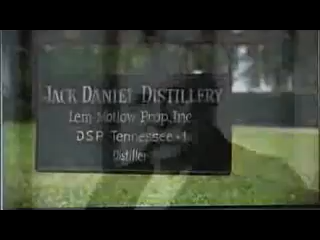 JACK DANIEL DISTILLERY
Lem Motlow Prop., Inc.
DSP Tennessee-1
Distiller